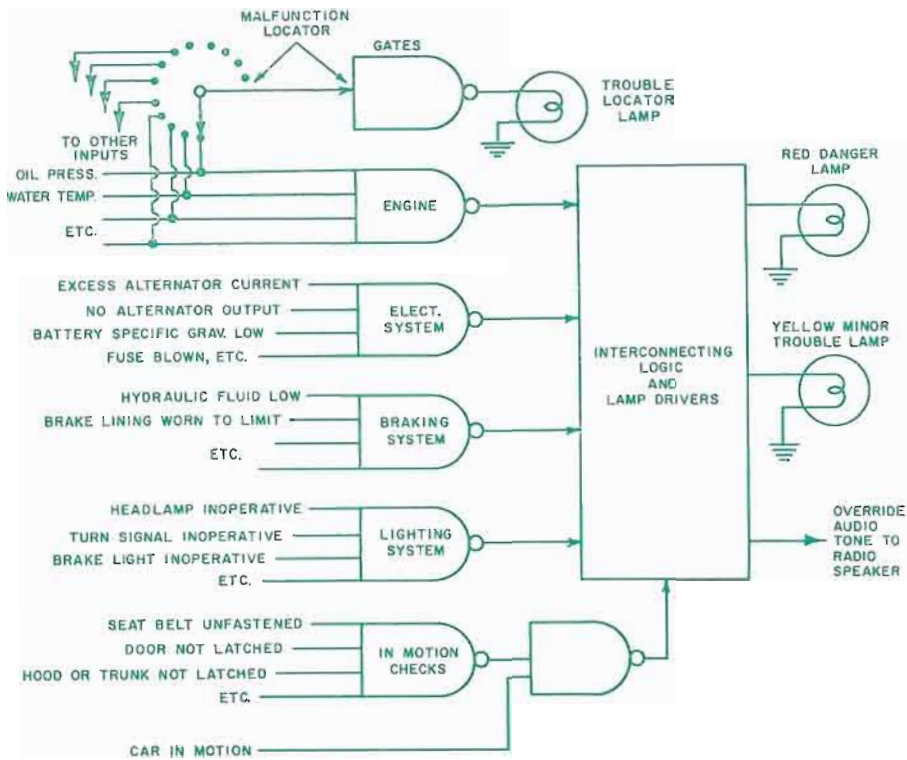 MALFUNCTION
LOCATOR
GATES
TROUBLE
LOCATOR
LAMP
TO OTHER
INPUTS
OIL PRESS.
WATER TEMP.
ETC.
ENGINE
RED DANGER
LAMP
EXCESS ALTERNATOR CURRENT
NO ALTERNATOR OUTPUT
BATTERY SPECIFIC GRAV. LOW
FUSE BLOWN, ETC.
ELECT.
SYSTEM
YELLOW MINOR
TROUBLE LAMP
INTERCONNECTING
LOGIC
AND
LAMP DRIVERS
HYDRAULIC FLUID LOW
BRAKE LINING WORN TO LIMIT
ETC.
BRAKING
SYSTEM
HEADLAMP INOPERATIVE
TURN SIGNAL INOPERATIVE
BRAKE LIGHT INOPERATIVE
ETC.
LIGHTING
SYSTEM
OVERRIDE
AUDIO
TONE TO
RADIO
SPEAKER
SEAT BELT UNFASTENED
DOOR NOT LATCHED
HOOD OR TRUNK NOT LATCHED
ETC.
IN MOTION
CHECKS
CAR IN MOTION